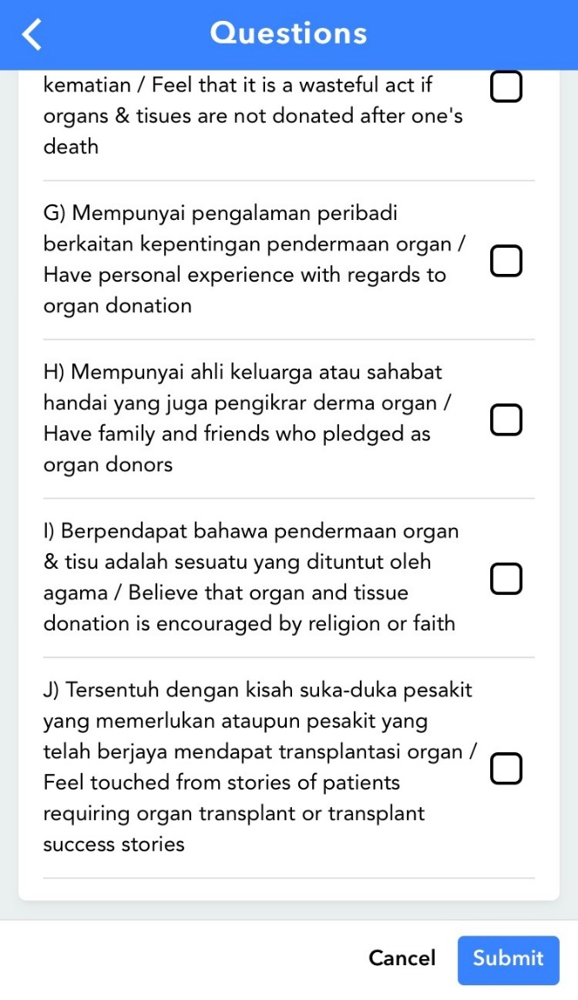 Questions
kematian / Feel that it is a wasteful act if
organs & tisues are not donated after one's
death
G) Mempunyai pengalaman peribadi
berkaitan kepentingan pendermaan organ /
Have personal experience with regards to
organ donation
H) Mempunyai ahli keluarga atau sahabat
handai yang juga pengikrar derma organ /
Have family and friends who pledged as
organ donors
I) Berpendapat bahawa pendermaan organ
& tisu adalah sesuatu yang dituntut oleh
agama / Believe that organ and tissue
donation is encouraged by religion or faith
J) Tersentuh dengan kisah suka-duka pesakit
yang memerlukan ataupun pesakit yang
telah berjaya mendapat transplantasi organ /
Feel touched from stories of patients
requiring organ transplant or transplant
success stories
Cancel
Submit